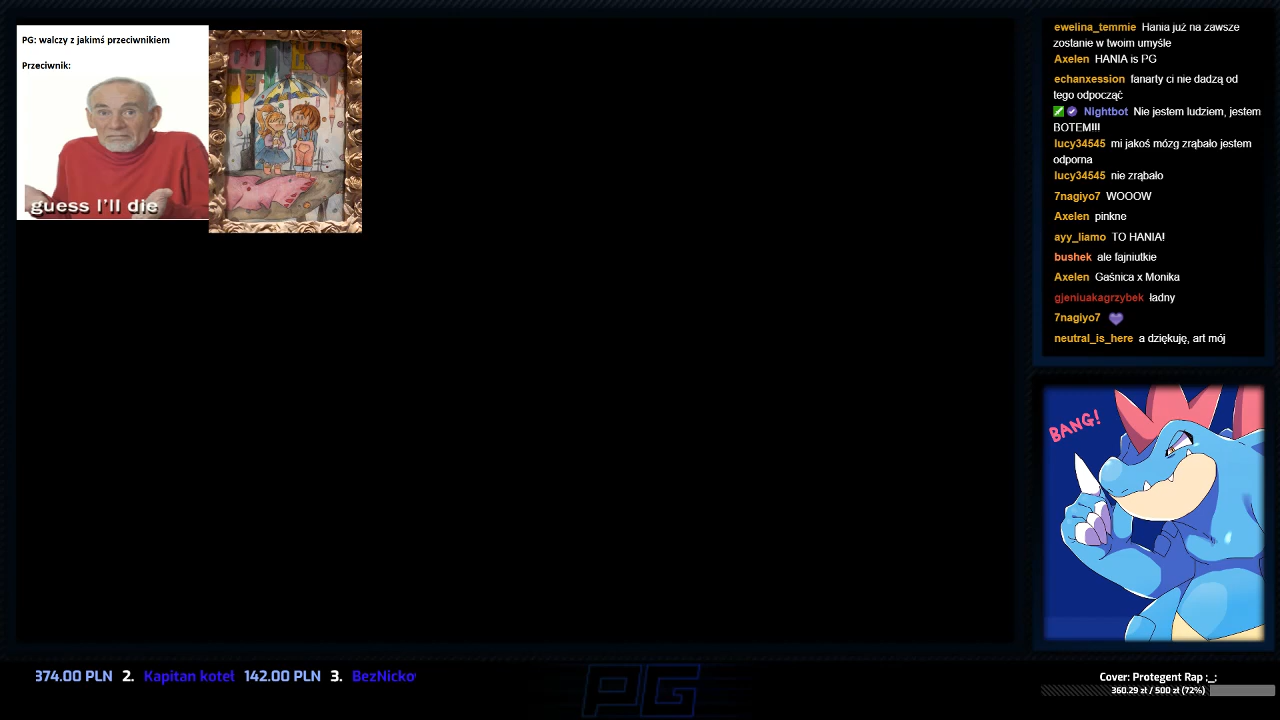 PG: walczy z jakimś przeciwnikiem
Przeciwnik:
guess I'll die
ewelina_temmie Hania już na zawsze
zostanie w twoim umyśle
Axelen HANIA is PG
echanxession fanarty ci nie dadzą od
tego odpocząć
Nightbot Nie jestem ludziem, jestem
BOTEM!!!
lucy34545 mi jakoś mózg zrąbało jestem
odporna
lucy34545 nie zrąbało
7nagiyo7 WOOOW
Axelen pinkne
ayy_liamo TO HANIA!
bushek ale fajniutkie
Axelen Gaśnica x Monika
gjeniuakagrzybek ładny
7nagiyo7
neutral_is_here a dziękuję, art mój
BANG!
374.00 PLN 2. Kapitan koteł 142.00 PLN 3. BezNicko
PG
Cover: Protegent Rap :_:
360.29 zł / 500 zł (72%)